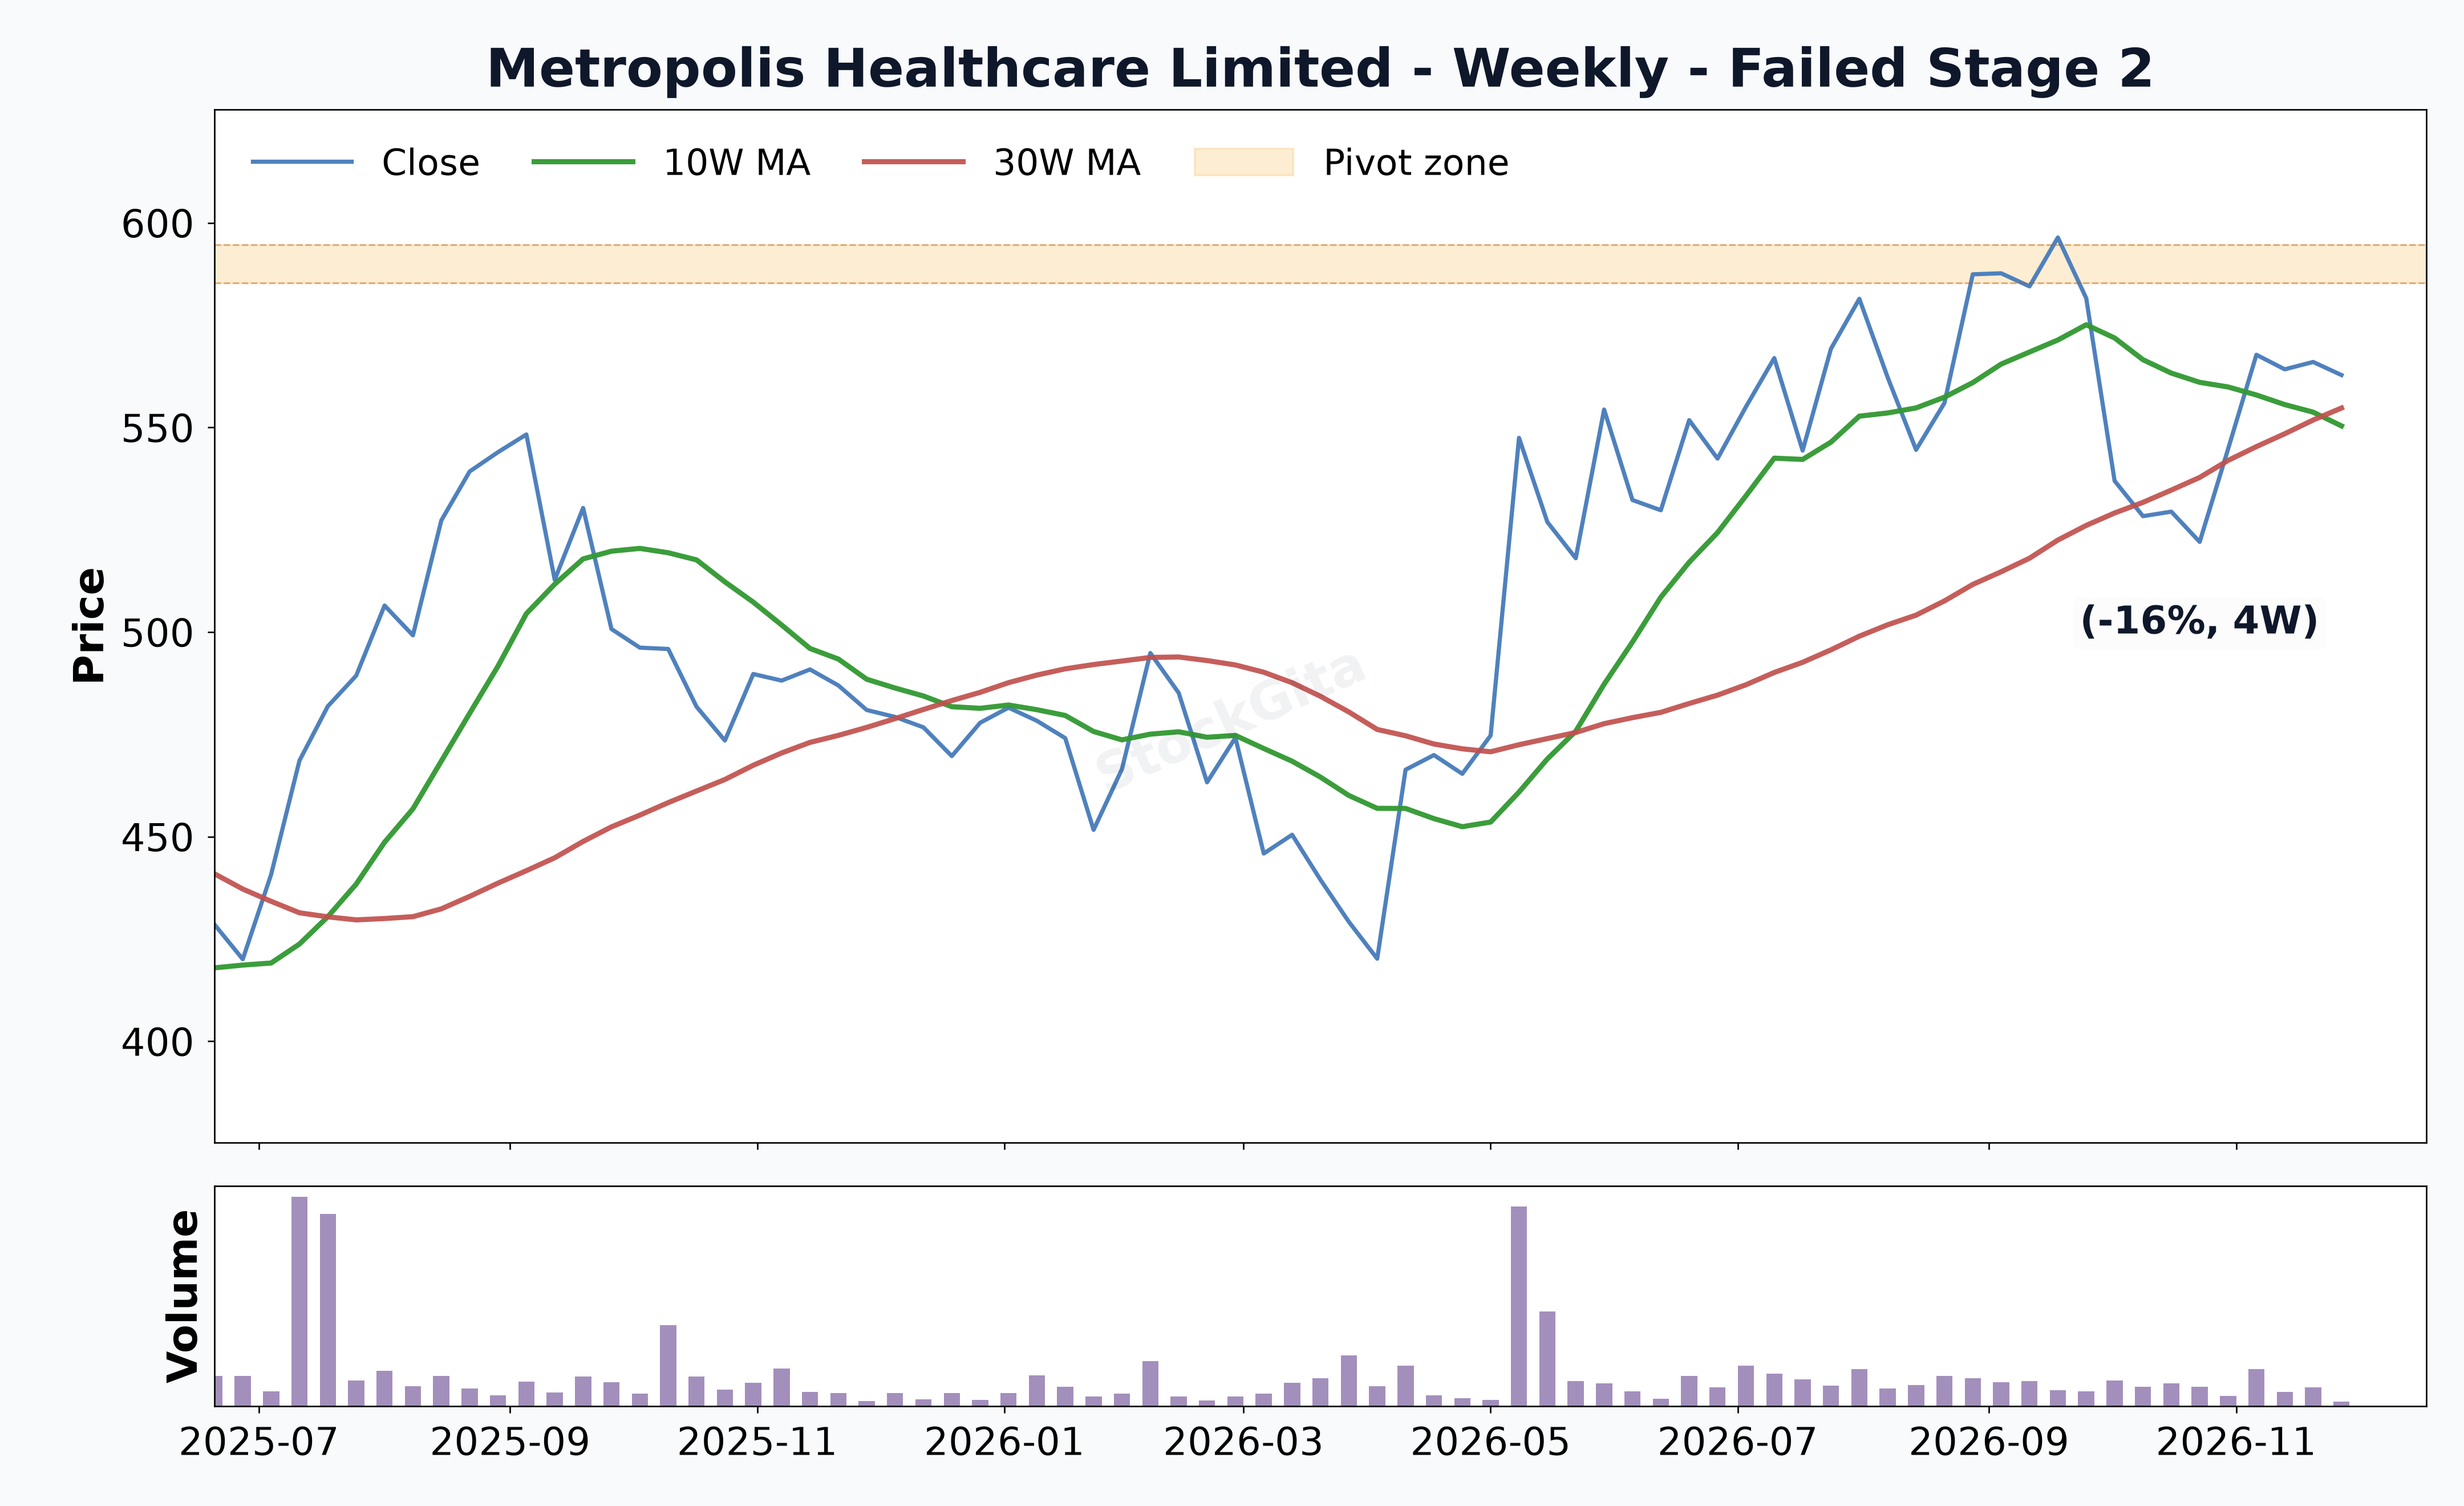 Metropolis Healthcare Limited - Weekly - Failed Stage 2
Close 10W MA 30W MA Pivot zone
600
550
500
450
400
Price
(-16%, 4W)
StockGita
Volume
2025-07 2025-09 2025-11 2026-01 2026-03 2026-05 2026-07 2026-09 2026-11